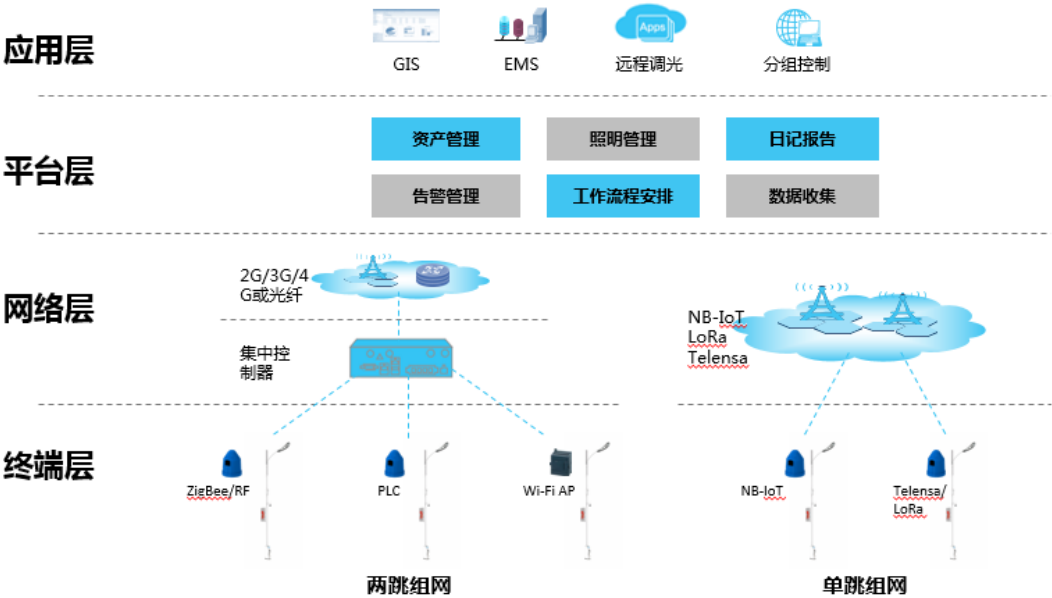 应用层
Apps
GIS
EMS
远程调光
分组控制
平台层
资产管理
照明管理
日记报告
告警管理
工作流程安排
数据收集
网络层
2G/3G/4
G或光纤
集中控
制器
NB-IoT
LoRa
Telensa
终端层
ZigBee/RF
PLC
Wi-Fi AP
NB-IoT
Telensa/
LoRa
两跳组网
单跳组网